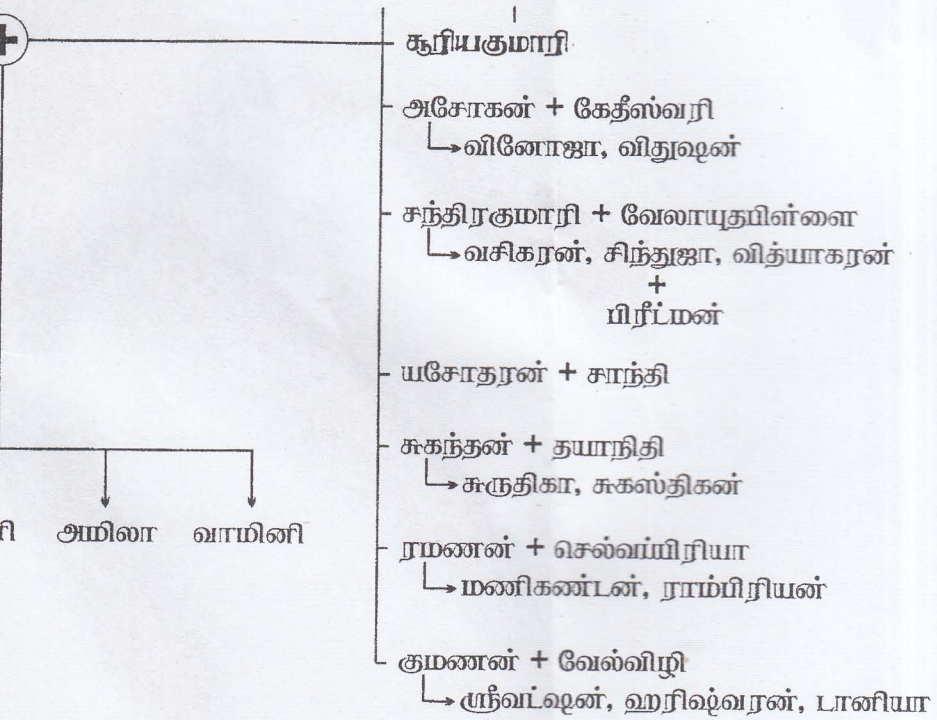 +
சூரியகுமாரி
அசோகன் + கேதீஸ்வரி
வினோஜா, விதுஷன்
சந்திரகுமாரி + வேலாயுதபிள்ளை
வசிகரன், சிந்துஜா, வித்யாகரன்
+
பிரீட்மன்
யசோதரன் + சாந்தி
சுகந்தன் + தயாநிதி
சுருதிகா, சுகஸ்திகன்
அமிலா வாமினி
ரமணன் + செல்வப்பிரியா
மணிகண்டன், ராம்பிரியன்
குமணன் + வேல்விழி
ஸ்ரீவட்ஷன், ஹரிஷ்வரன், டானியா